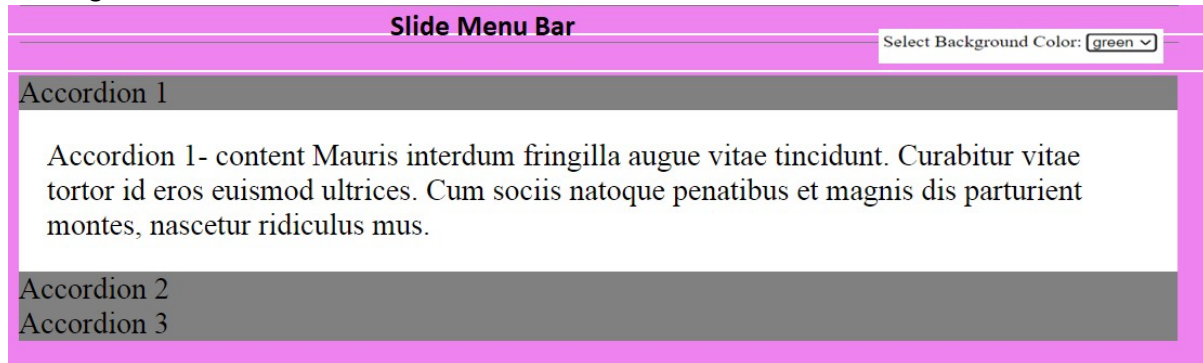 Slide Menu Bar
Select Background Color: green
Accordion 1
Accordion 1- content Mauris interdum fringilla augue vitae tincidunt. Curabitur vitae
tortor id eros euismod ultrices. Cum sociis natoque penatibus et magnis dis parturient
montes, nascetur ridiculus mus.
Accordion 2
Accordion 3